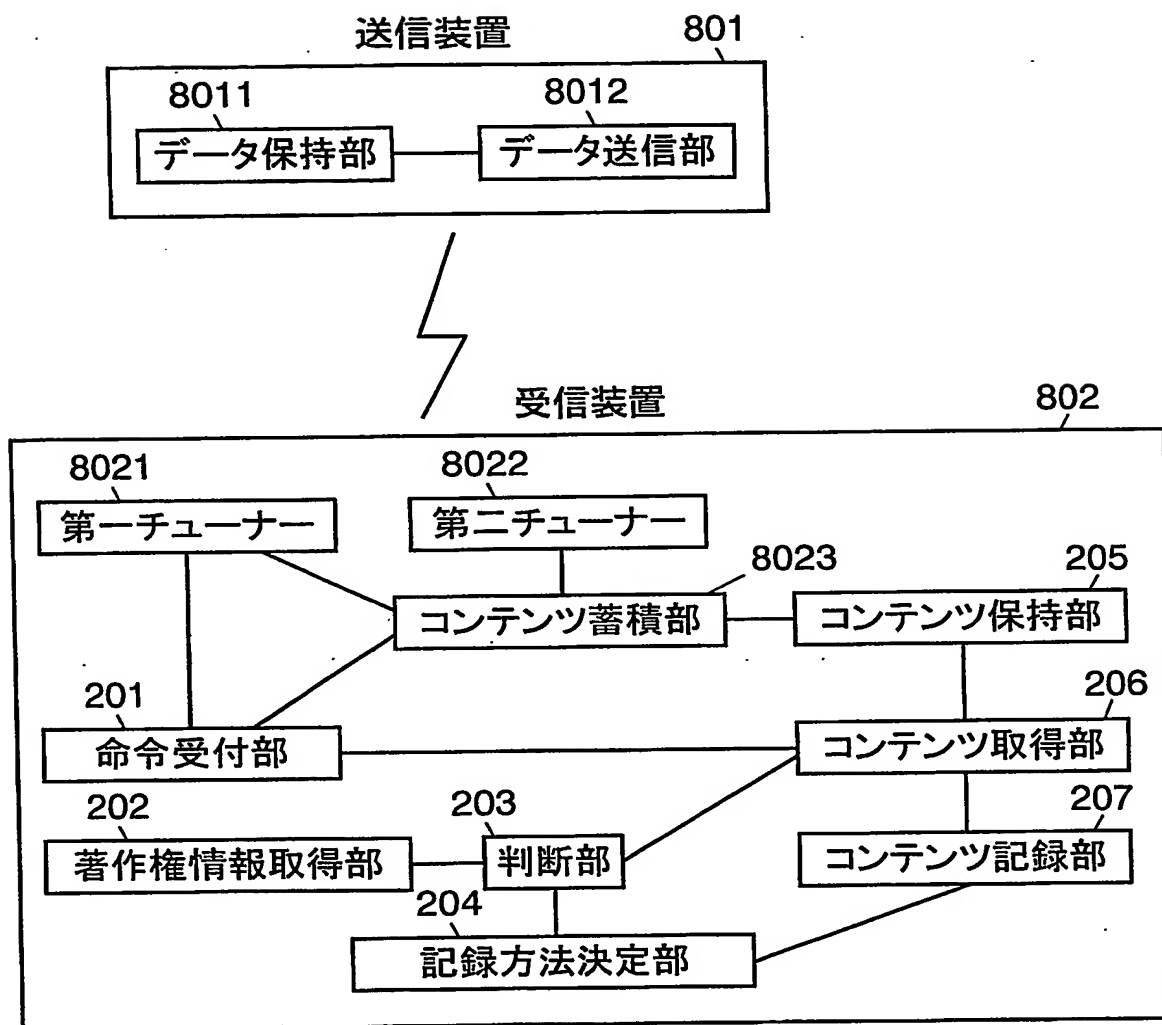 送信装置
801
8011
8012
データ保持部
データ送信部
受信装置
802
8021
8022
第一チューナー
第二チューナー
8023
205
コンテンツ蓄積部
コンテンツ保持部
201
206
命令受付部
コンテンツ取得部
202
203
207
著作権情報取得部
判断部
コンテンツ記録部
204
記録方法決定部